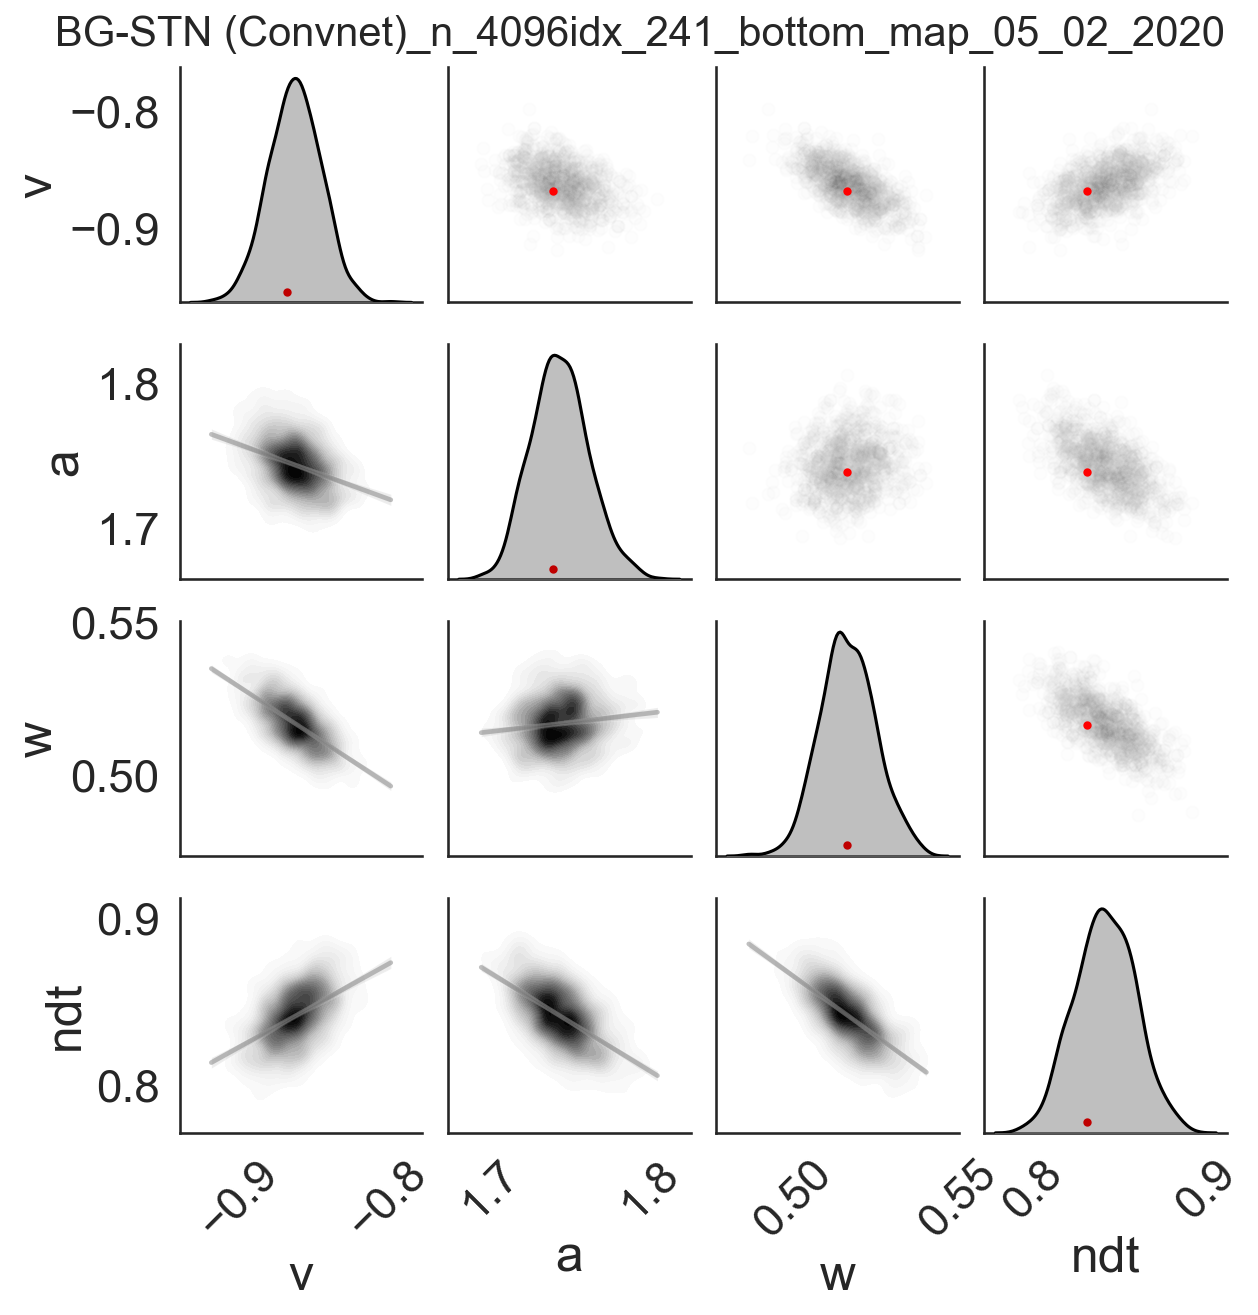 BG-STN (Convnet)_n_4096idx_241_bottom_map_05_02_2020
−0.8
v
−0.9
1.8
a
1.7
0.55
w
0.50
0.9
ndt
0.8
−0.9 −0.8 1.7 1.8 0.50 0.55 0.8 0.9
v a w ndt